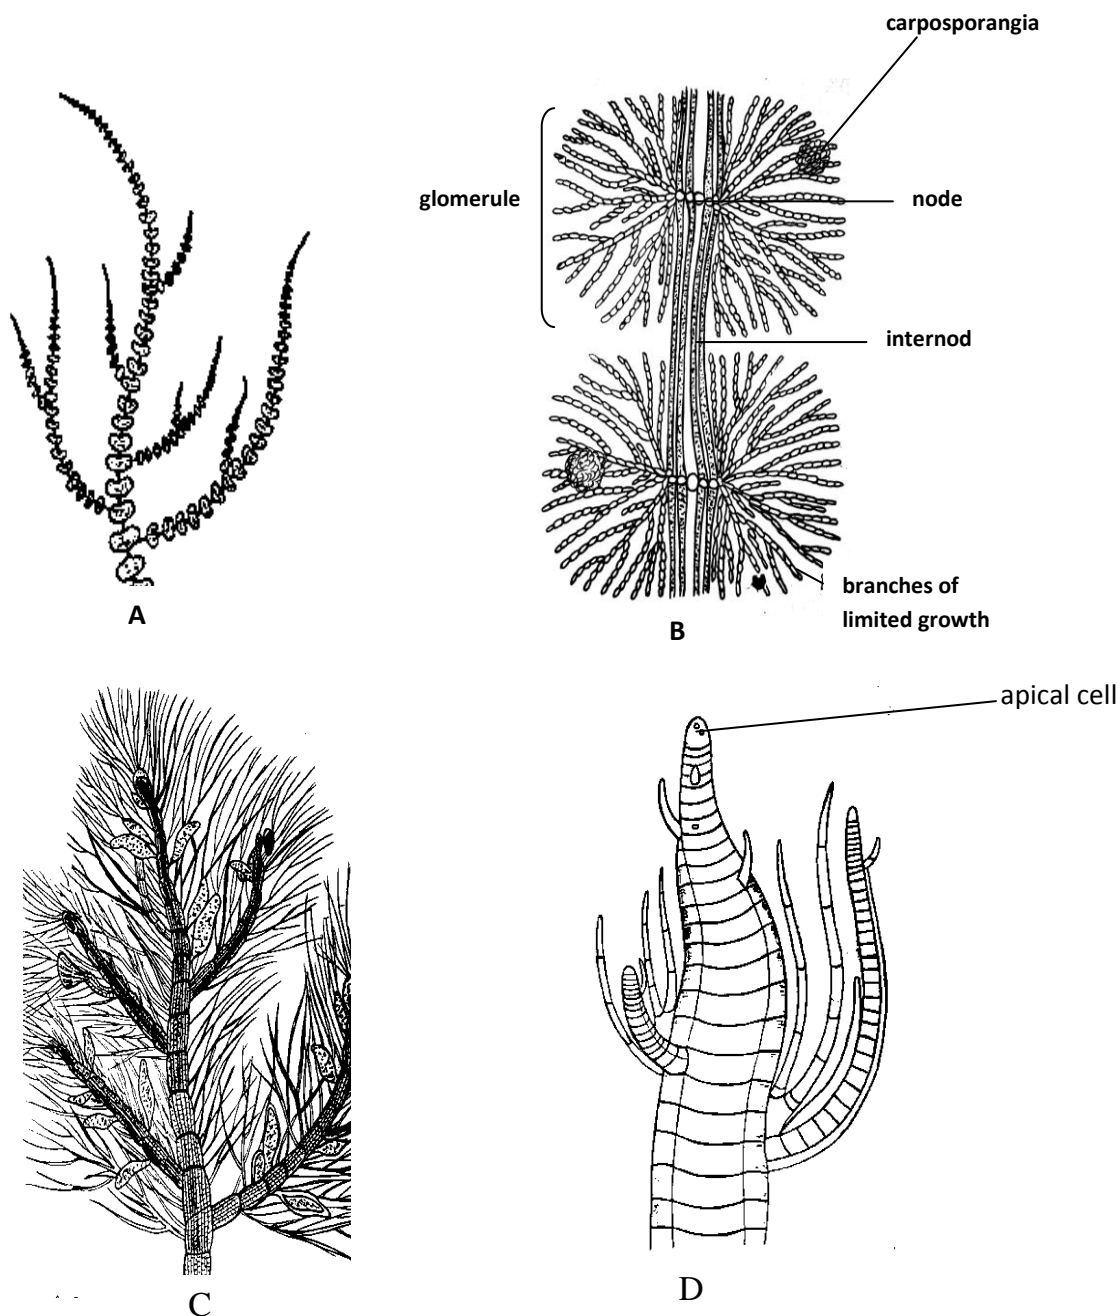 carposporangia
glomerule
node
internod
branches of
limited growth
A
B
apical cell
C
D